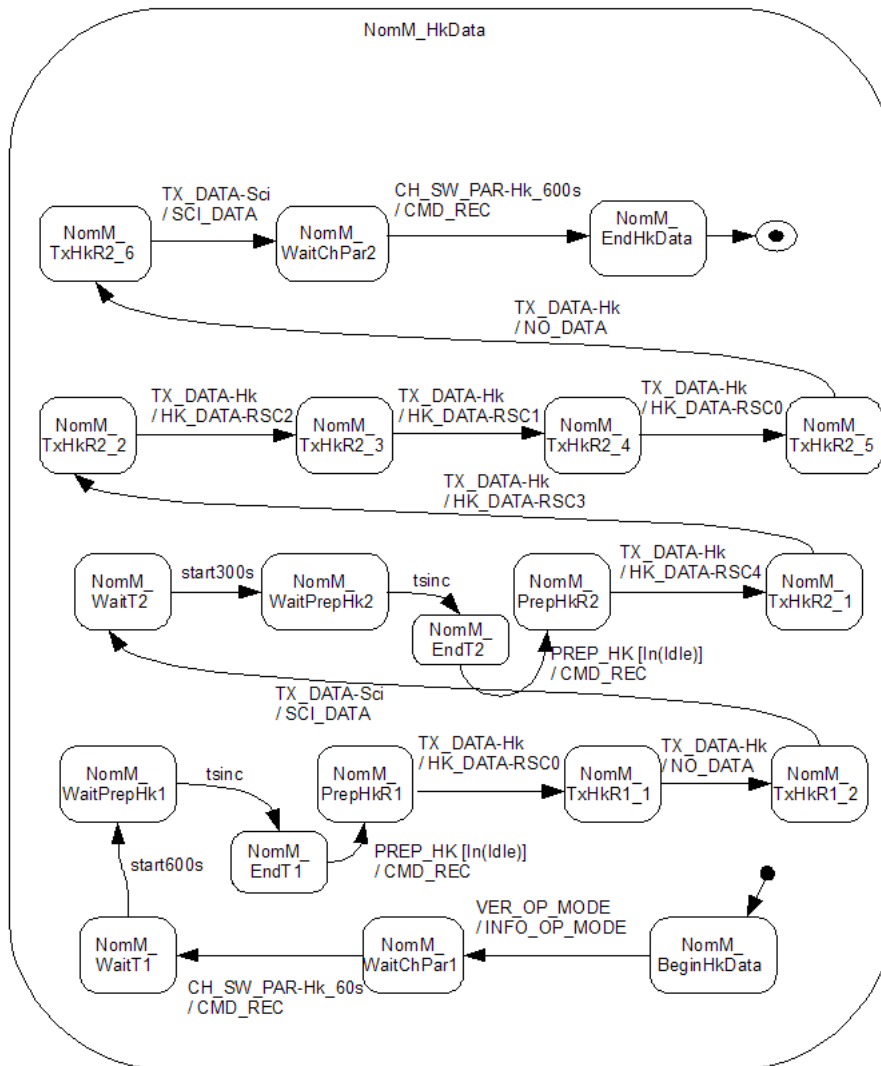 NomM_HkData
TX_DATA-Sci
/ SCI_DATA
CH_SW_PAR-Hk_600s
/ CMD_REC
NomM_
TxHkR2_6
NomM_
WaitChPar2
NomM_
EndHkData
TX_DATA-Hk
/ NO_DATA
TX_DATA-Hk
/ HK_DATA-RSC2
TX_DATA-Hk
/ HK_DATA-RSC1
TX_DATA-Hk
/ HK_DATA-RSC0
NomM_
TxHkR2_2
NomM_
TxHkR2_3
NomM_
TxHkR2_4
NomM_
TxHkR2_5
TX_DATA-Hk
/ HK_DATA-RSC3
NomM_
WaitT2
start300s
NomM_
WaitPrepHk2
tsinc
NomM_
EndT2
NomM_
PrepHkR2
TX_DATA-Hk
/ HK_DATA-RSC4
NomM_
TxHkR2_1
PREP_HK [In(Idle)]
/ CMD_REC
TX_DATA-Sci
/ SCI_DATA
NomM_
WaitPrepHk1
tsinc
NomM_
EndT1
NomM_
PrepHkR1
TX_DATA-Hk
/ HK_DATA-RSC0
NomM_
TxHkR1_1
TX_DATA-Hk
/ NO_DATA
NomM_
TxHkR1_2
PREP_HK [In(Idle)]
/ CMD_REC
start600s
NomM_
WaitT1
CH_SW_PAR-Hk_60s
/ CMD_REC
NomM_
WaitChPar1
VER_OP_MODE
/ INFO_OP_MODE
NomM_
BeginHkData